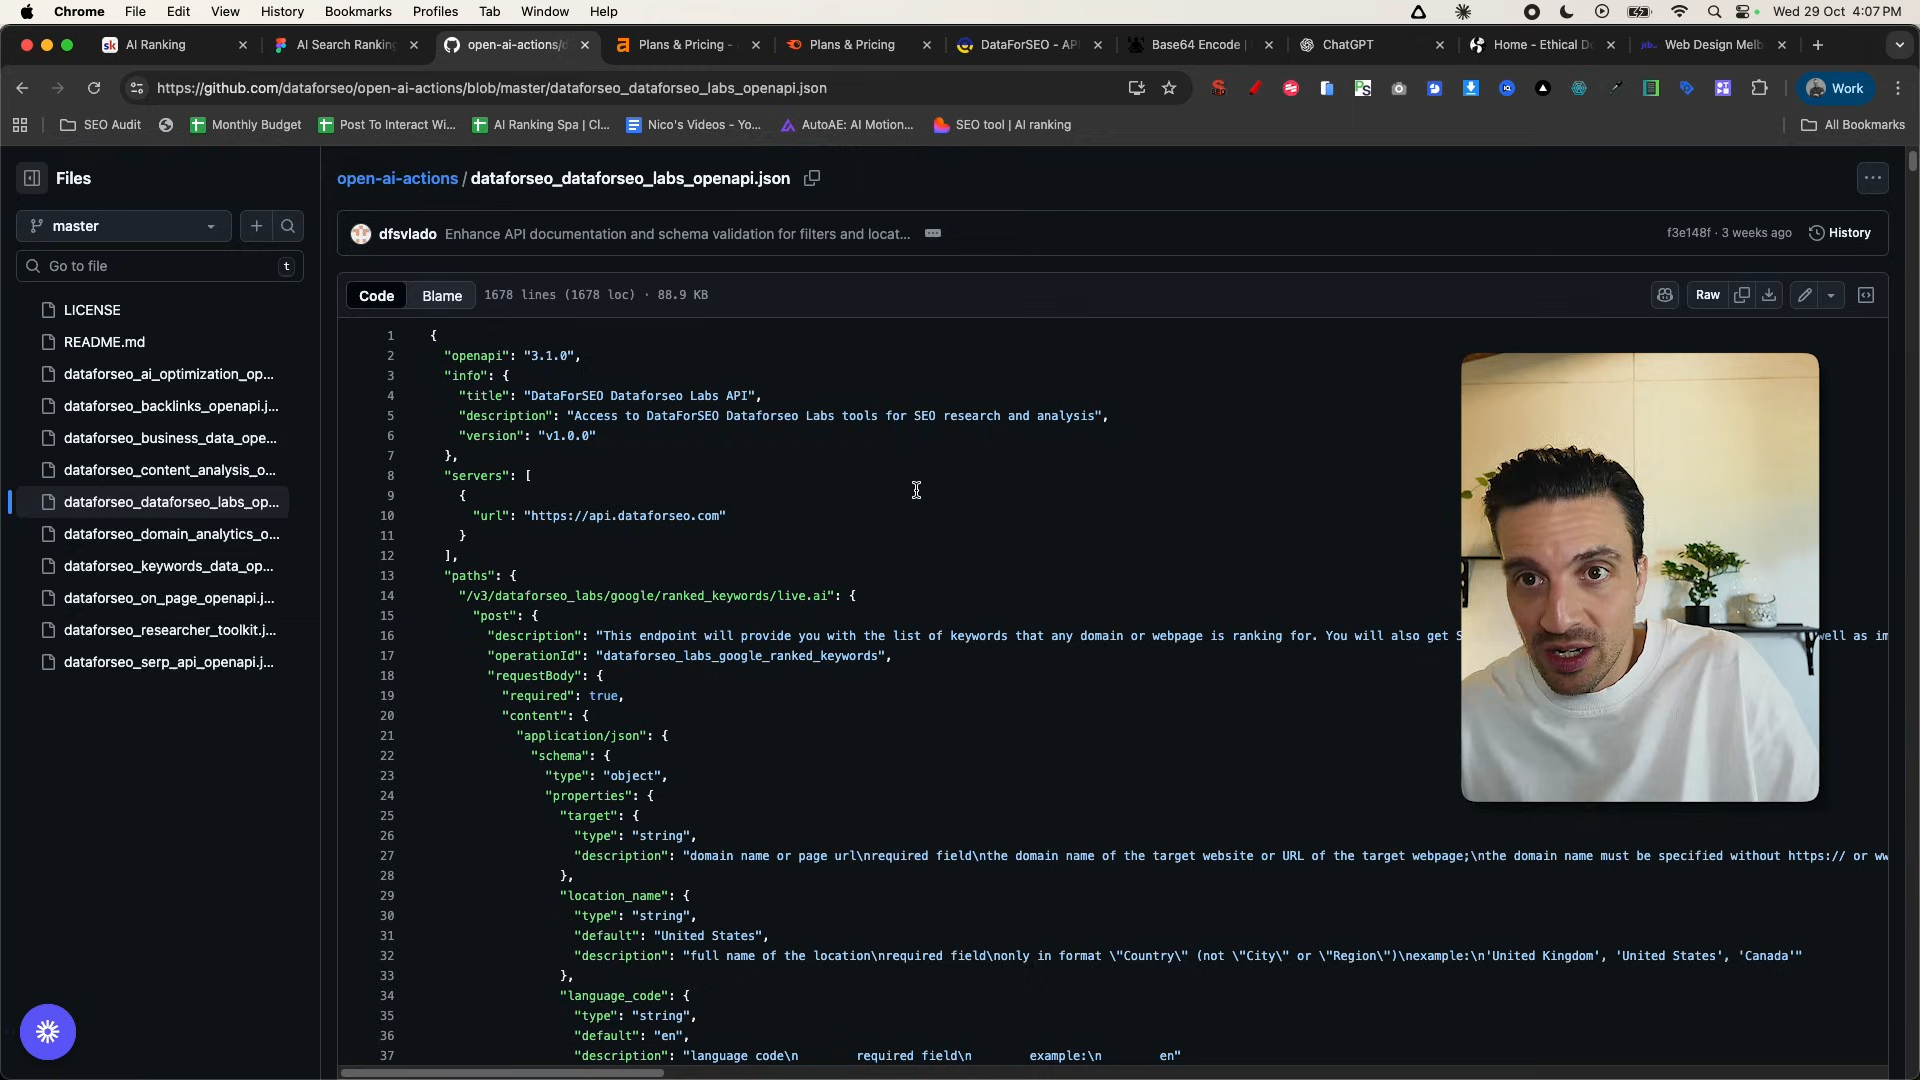 Chrome File Edit View History Bookmarks Profiles Tab Window Help Wed 29 Oct 4:07 PM
AI Ranking
AI Search Ranking
open-ai-actions/d
Plans & Pricing -
Plans & Pricing
DataForSEO - AP
Base64 Encode
ChatGPT
Home - Ethical D
Web Design Melb
https://github.com/dataforseo/open-ai-actions/blob/master/dataforseo_dataforseo_labs_openapi.json
Work
SEO Audit
Monthly Budget
Post To Interact Wi...
AI Ranking Spa | Cl...
Nico's Videos - Yo...
AutoAE: AI Motion...
SEO tool | AI ranking
All Bookmarks
Files
master
Go to file t
LICENSE
README.md
dataforseo_ai_optimization_op...
dataforseo_backlinks_openapi.j...
dataforseo_business_data_ope...
dataforseo_content_analysis_o...
dataforseo_dataforseo_labs_op...
dataforseo_domain_analytics_o...
dataforseo_keywords_data_op...
dataforseo_on_page_openapi.j...
dataforseo_researcher_toolkit.j...
dataforseo_serp_api_openapi.j...
open-ai-actions / dataforseo_dataforseo_labs_openapi.json
dfsvlado Enhance API documentation and schema validation for filters and locat... f3e148f · 3 weeks ago History
Code Blame 1678 lines (1678 loc) · 88.9 KB Raw
1 {
2 "openapi": "3.1.0",
3 "info": {
4 "title": "DataForSEO Dataforseo Labs API",
5 "description": "Access to DataForSEO Dataforseo Labs tools for SEO research and analysis",
6 "version": "v1.0.0"
7 },
8 "servers": [
9 {
10 "url": "https://api.dataforseo.com"
11 }
12 ],
13 "paths": {
14 "/v3/dataforseo_labs/google/ranked_keywords/live.ai": {
15 "post": {
16 "description": "This endpoint will provide you with the list of keywords that any domain or webpage is ranking for. You will also get S well as im
17 "operationId": "dataforseo_labs_google_ranked_keywords",
18 "requestBody": {
19 "required": true,
20 "content": {
21 "application/json": {
22 "schema": {
23 "type": "object",
24 "properties": {
25 "target": {
26 "type": "string",
27 "description": "domain name or page url\nrequired field\nthe domain name of the target website or URL of the target webpage;\nthe domain name must be specified without https:// or ww
28 },
29 "location_name": {
30 "type": "string",
31 "default": "United States",
32 "description": "full name of the location\nrequired field\nonly in format \"Country\" (not \"City\" or \"Region\")\nexample:\n'United Kingdom', 'United States', 'Canada'"
33 },
34 "language_code": {
35 "type": "string",
36 "default": "en",
37 "description": "language code\n required field\n example:\n en"